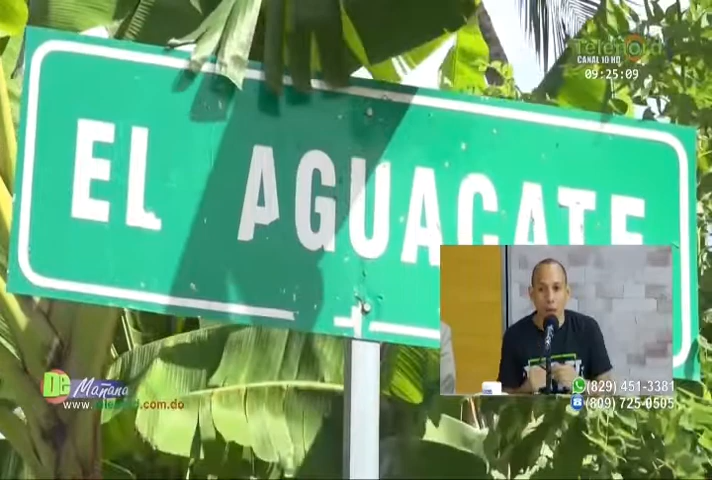 Telenord
CANAL 10 HD
09:25:09
EL AGUACATE
DE Mañana
(829) 451-3381
(809) 725-0505